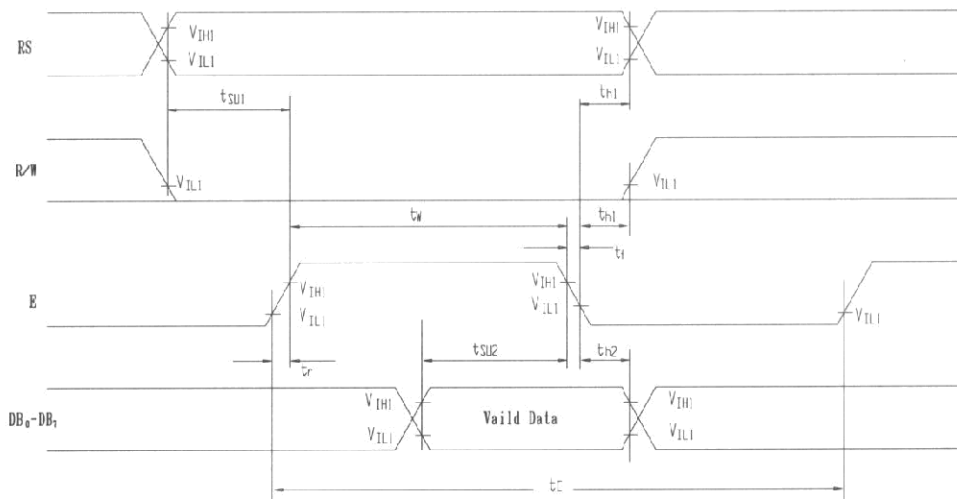 RS
V_IH1
V_IL1
V_IH1
V_IL1
t_SU1
t_h1
R/W
V_IL1
V_IL1
t_W
t_h1
t_f
E
V_IH1
V_IL1
V_IH1
V_IL1
V_IL1
t_r
t_SU2
t_h2
DB₀-DB₇
V_IH1
V_IL1
Vaild Data
V_IH1
V_IL1
t_C